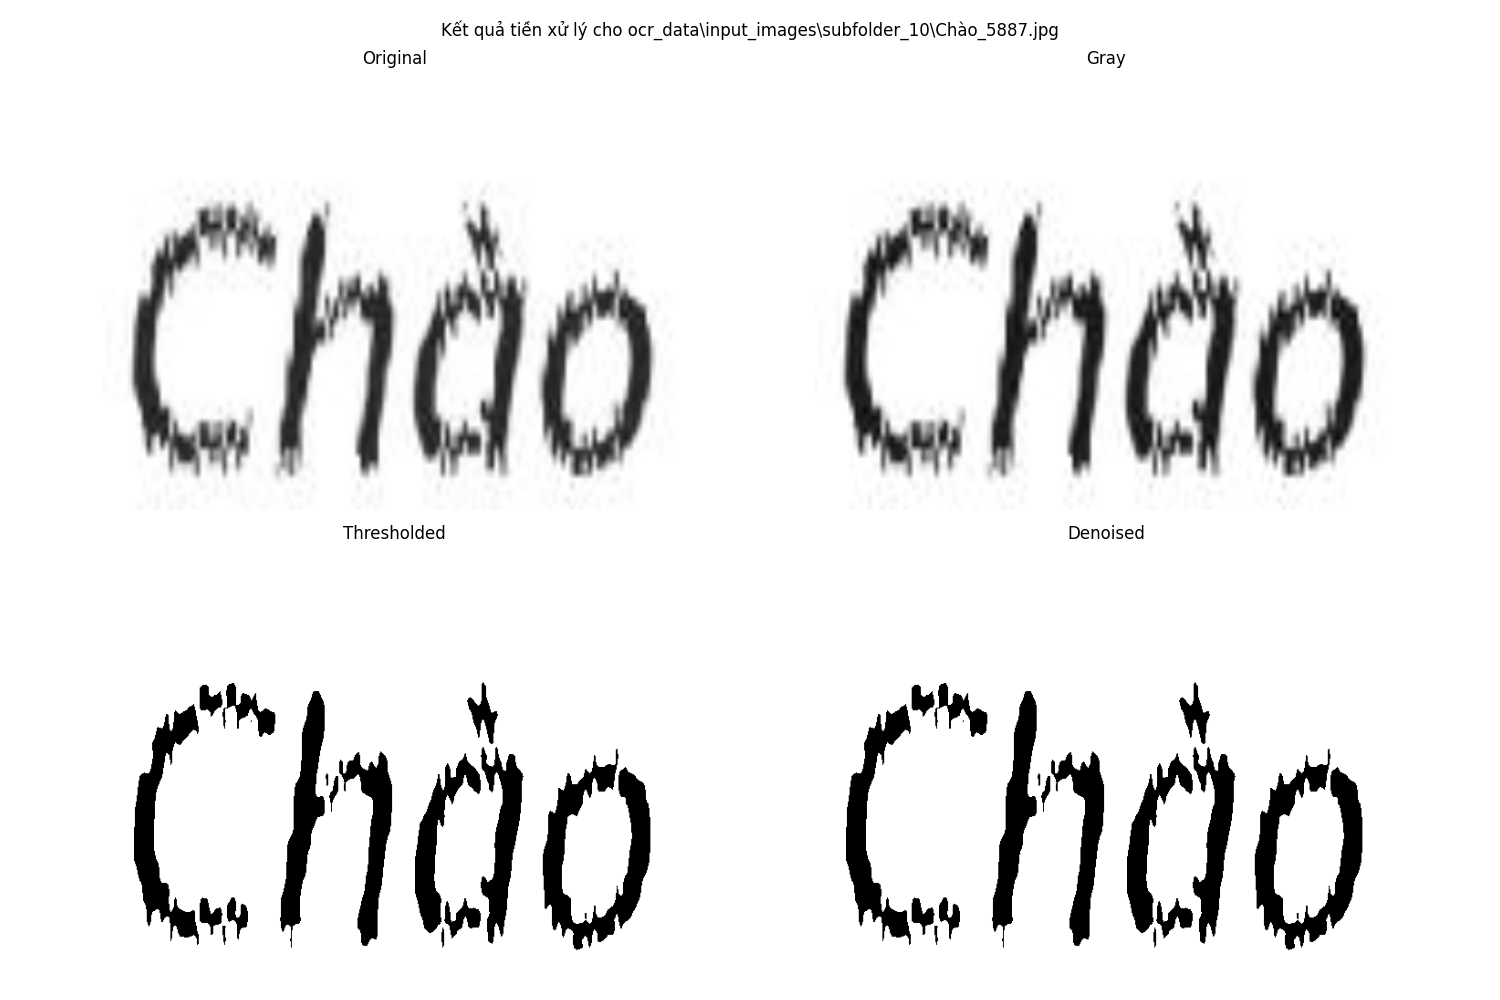 Kết quả tiền xử lý cho ocr_data\input_images\subfolder_10\Chào_5887.jpg
Original
Gray
Chào
Chào
Thresholded
Denoised
Chào
Chào